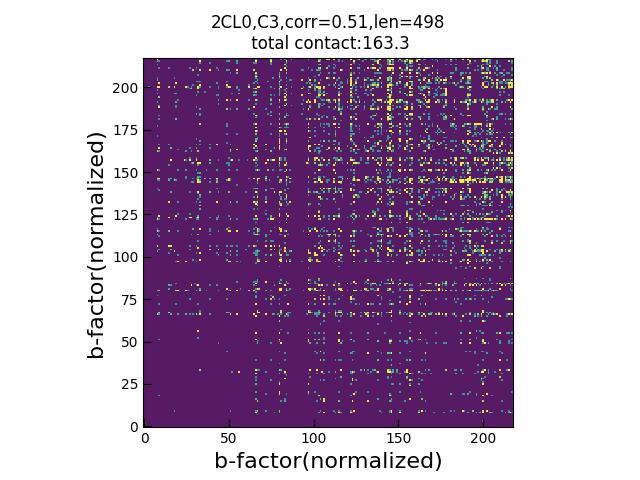 2CL0,C3,corr=0.51,len=498
total contact:163.3
b-factor(normalized)
200
175
150
125
100
75
50
25
0
0 50 100 150 200
b-factor(normalized)